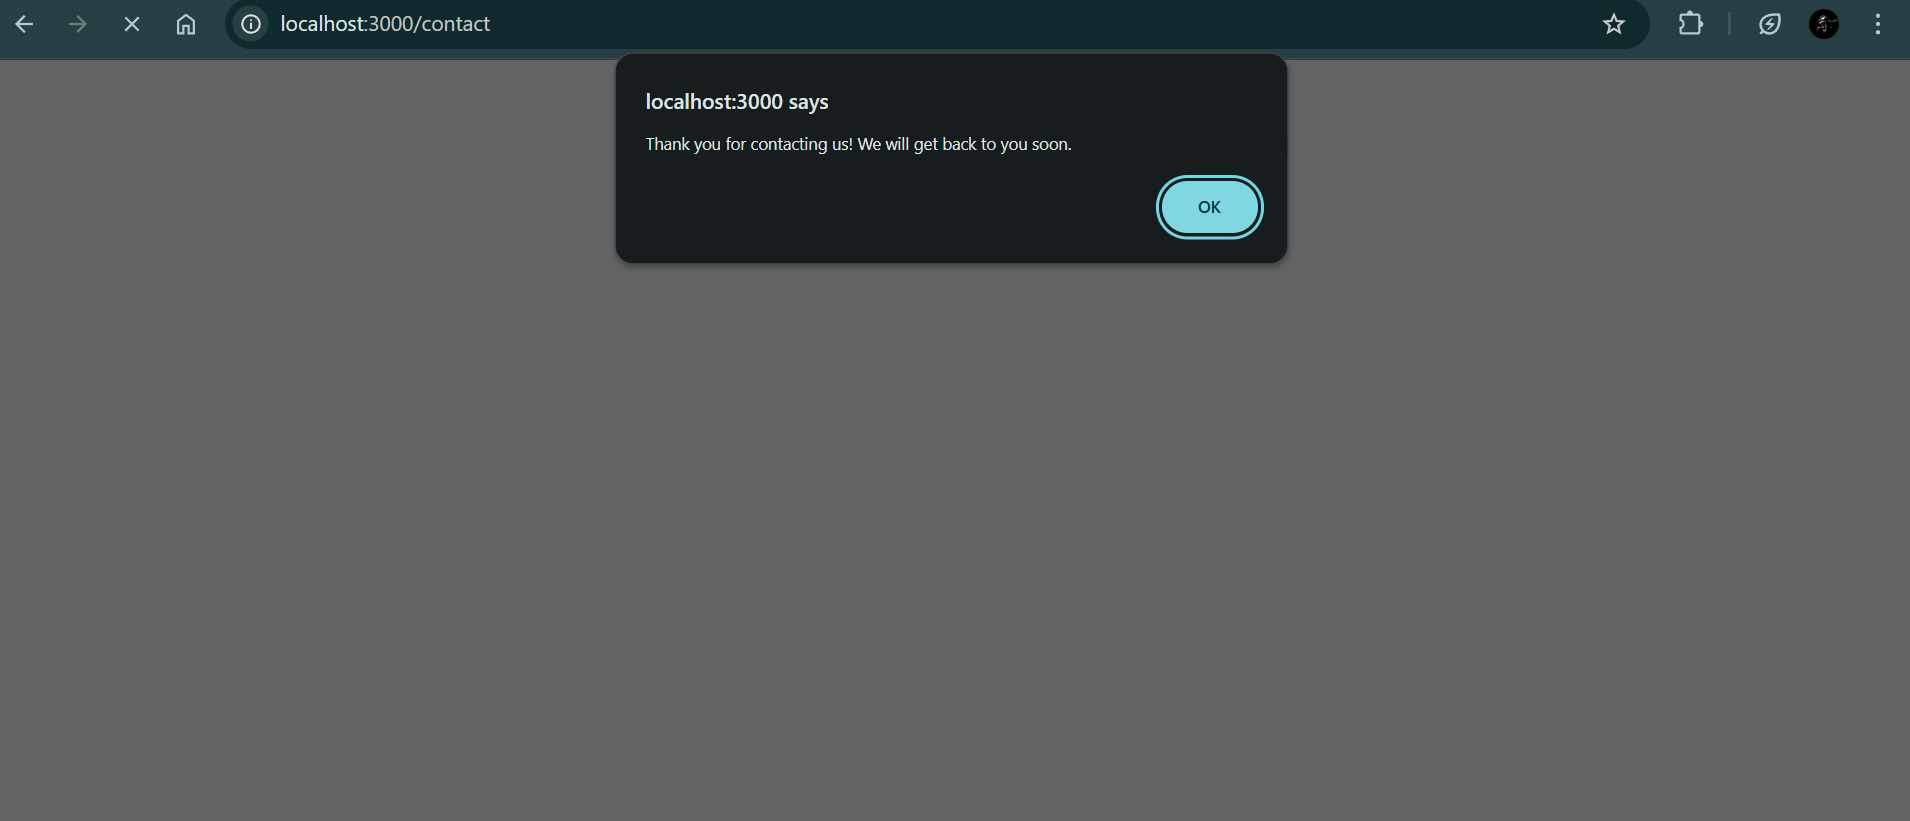 localhost:3000/contact
localhost:3000 says
Thank you for contacting us! We will get back to you soon.
OK